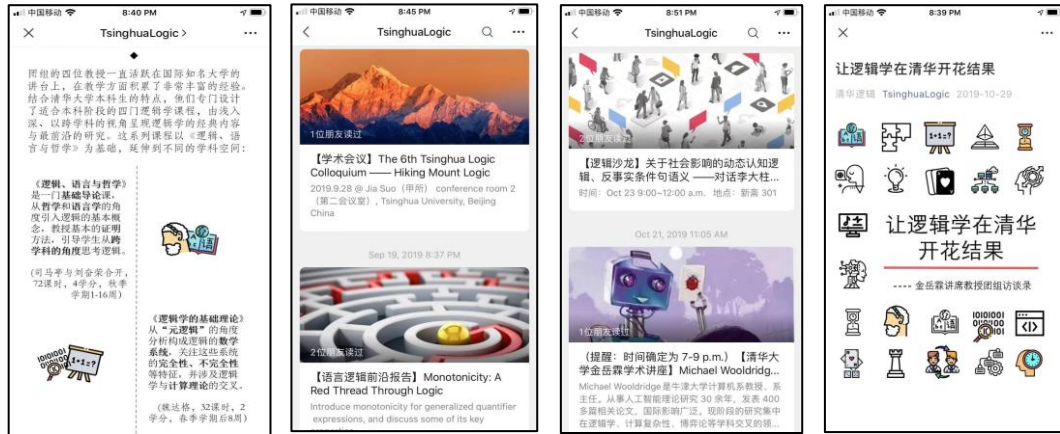 中国移动
8:40 PM
TsinghuaLogic >
团组的四位教授一直活跃在国际知名大学的
讲台上，在教学方面积累了非常丰富的经验。
结合清华大学本科生的特点，他们专门设计
了适合本科阶段的四门逻辑学课程，由浅入
深、以跨学科的视角呈现逻辑学的经典内容
与最前沿的研究。这系列课程以《逻辑、语
言与哲学》为基础，延伸到不同的学科空间：
《逻辑、语言与哲学》
是一门基础导论课，
从哲学和语言学的角
度引入逻辑的基本概
念，教授基本的证明
方法，引导学生从跨
学科的角度思考逻辑。
(司马亭与刘奋荣合开，
72课时，4学分，秋季
学期1-16周)
《逻辑学的基础理论》
从“元逻辑”的角度
分析构成逻辑的数学
系统，关注这些系统
的完全性、不完全性
等特征，并涉及逻辑
学与计算理论的交叉。
(魏达格，32课时，2
学分，春季学期后8周)
1+1=?
中国移动
8:45 PM
TsinghuaLogic
1位朋友读过
【学术会议】The 6th Tsinghua Logic
Colloquium —— Hiking Mount Logic
2019.9.28 @ Jia Suo（甲所） conference room 2
（第二会议室）, Tsinghua University, Beijing
China
Sep 19, 2019 8:37 PM
2位朋友读过
【语言逻辑前沿报告】Monotonicity: A
Red Thread Through Logic
Introduce monotonicity for generalized quantifier
expressions, and discuss some of its key
中国移动
8:51 PM
TsinghuaLogic
2位朋友读过
【逻辑沙龙】关于社会影响的动态认知逻
辑、反事实条件句语义 ——对话李大柱...
时间：Oct 23 9:00~12:00 a.m. 地点：新斋 301
Oct 21, 2019 11:05 AM
1位朋友读过
（提醒：时间确定为 7-9 p.m.）【清华大
学金岳霖学术讲座】Michael Wooldridg...
Michael Wooldridge是牛津大学计算机系教授、系
主任。从事人工智能理论研究 30 余年，发表 400
多篇相关论文，国际影响广泛。现阶段的研究集中
在逻辑学、计算复杂性、博弈论等学科交叉的领...
中国移动
8:39 PM
让逻辑学在清华开花结果
清华逻辑 TsinghuaLogic 2019-10-29
1+1=?
让逻辑学在清华
开花结果
---- 金岳霖讲席教授团组访谈录